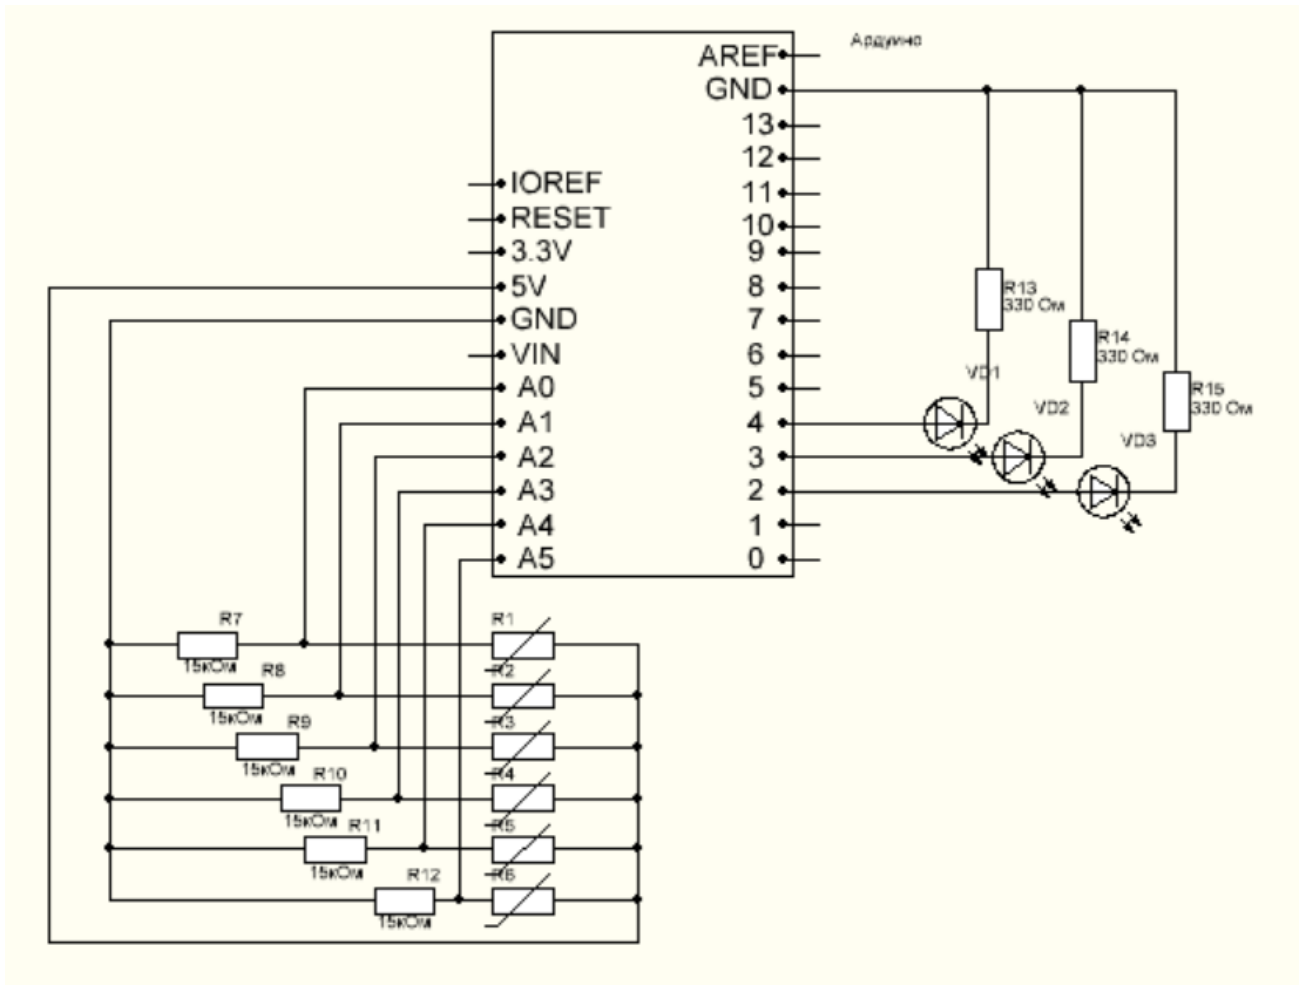 Ардуино
AREF
GND
13
12
11
10
9
8
7
6
5
4
3
2
1
0
IOREF
RESET
3.3V
5V
GND
VIN
A0
A1
A2
A3
A4
A5
R13
330 Ом
R14
330 Ом
R15
330 Ом
VD1
VD2
VD3
R7
15кОм
R8
15кОм
R9
15кОм
R10
15кОм
R11
15кОм
R12
15кОм
R1
R2
R3
R4
R5
R6